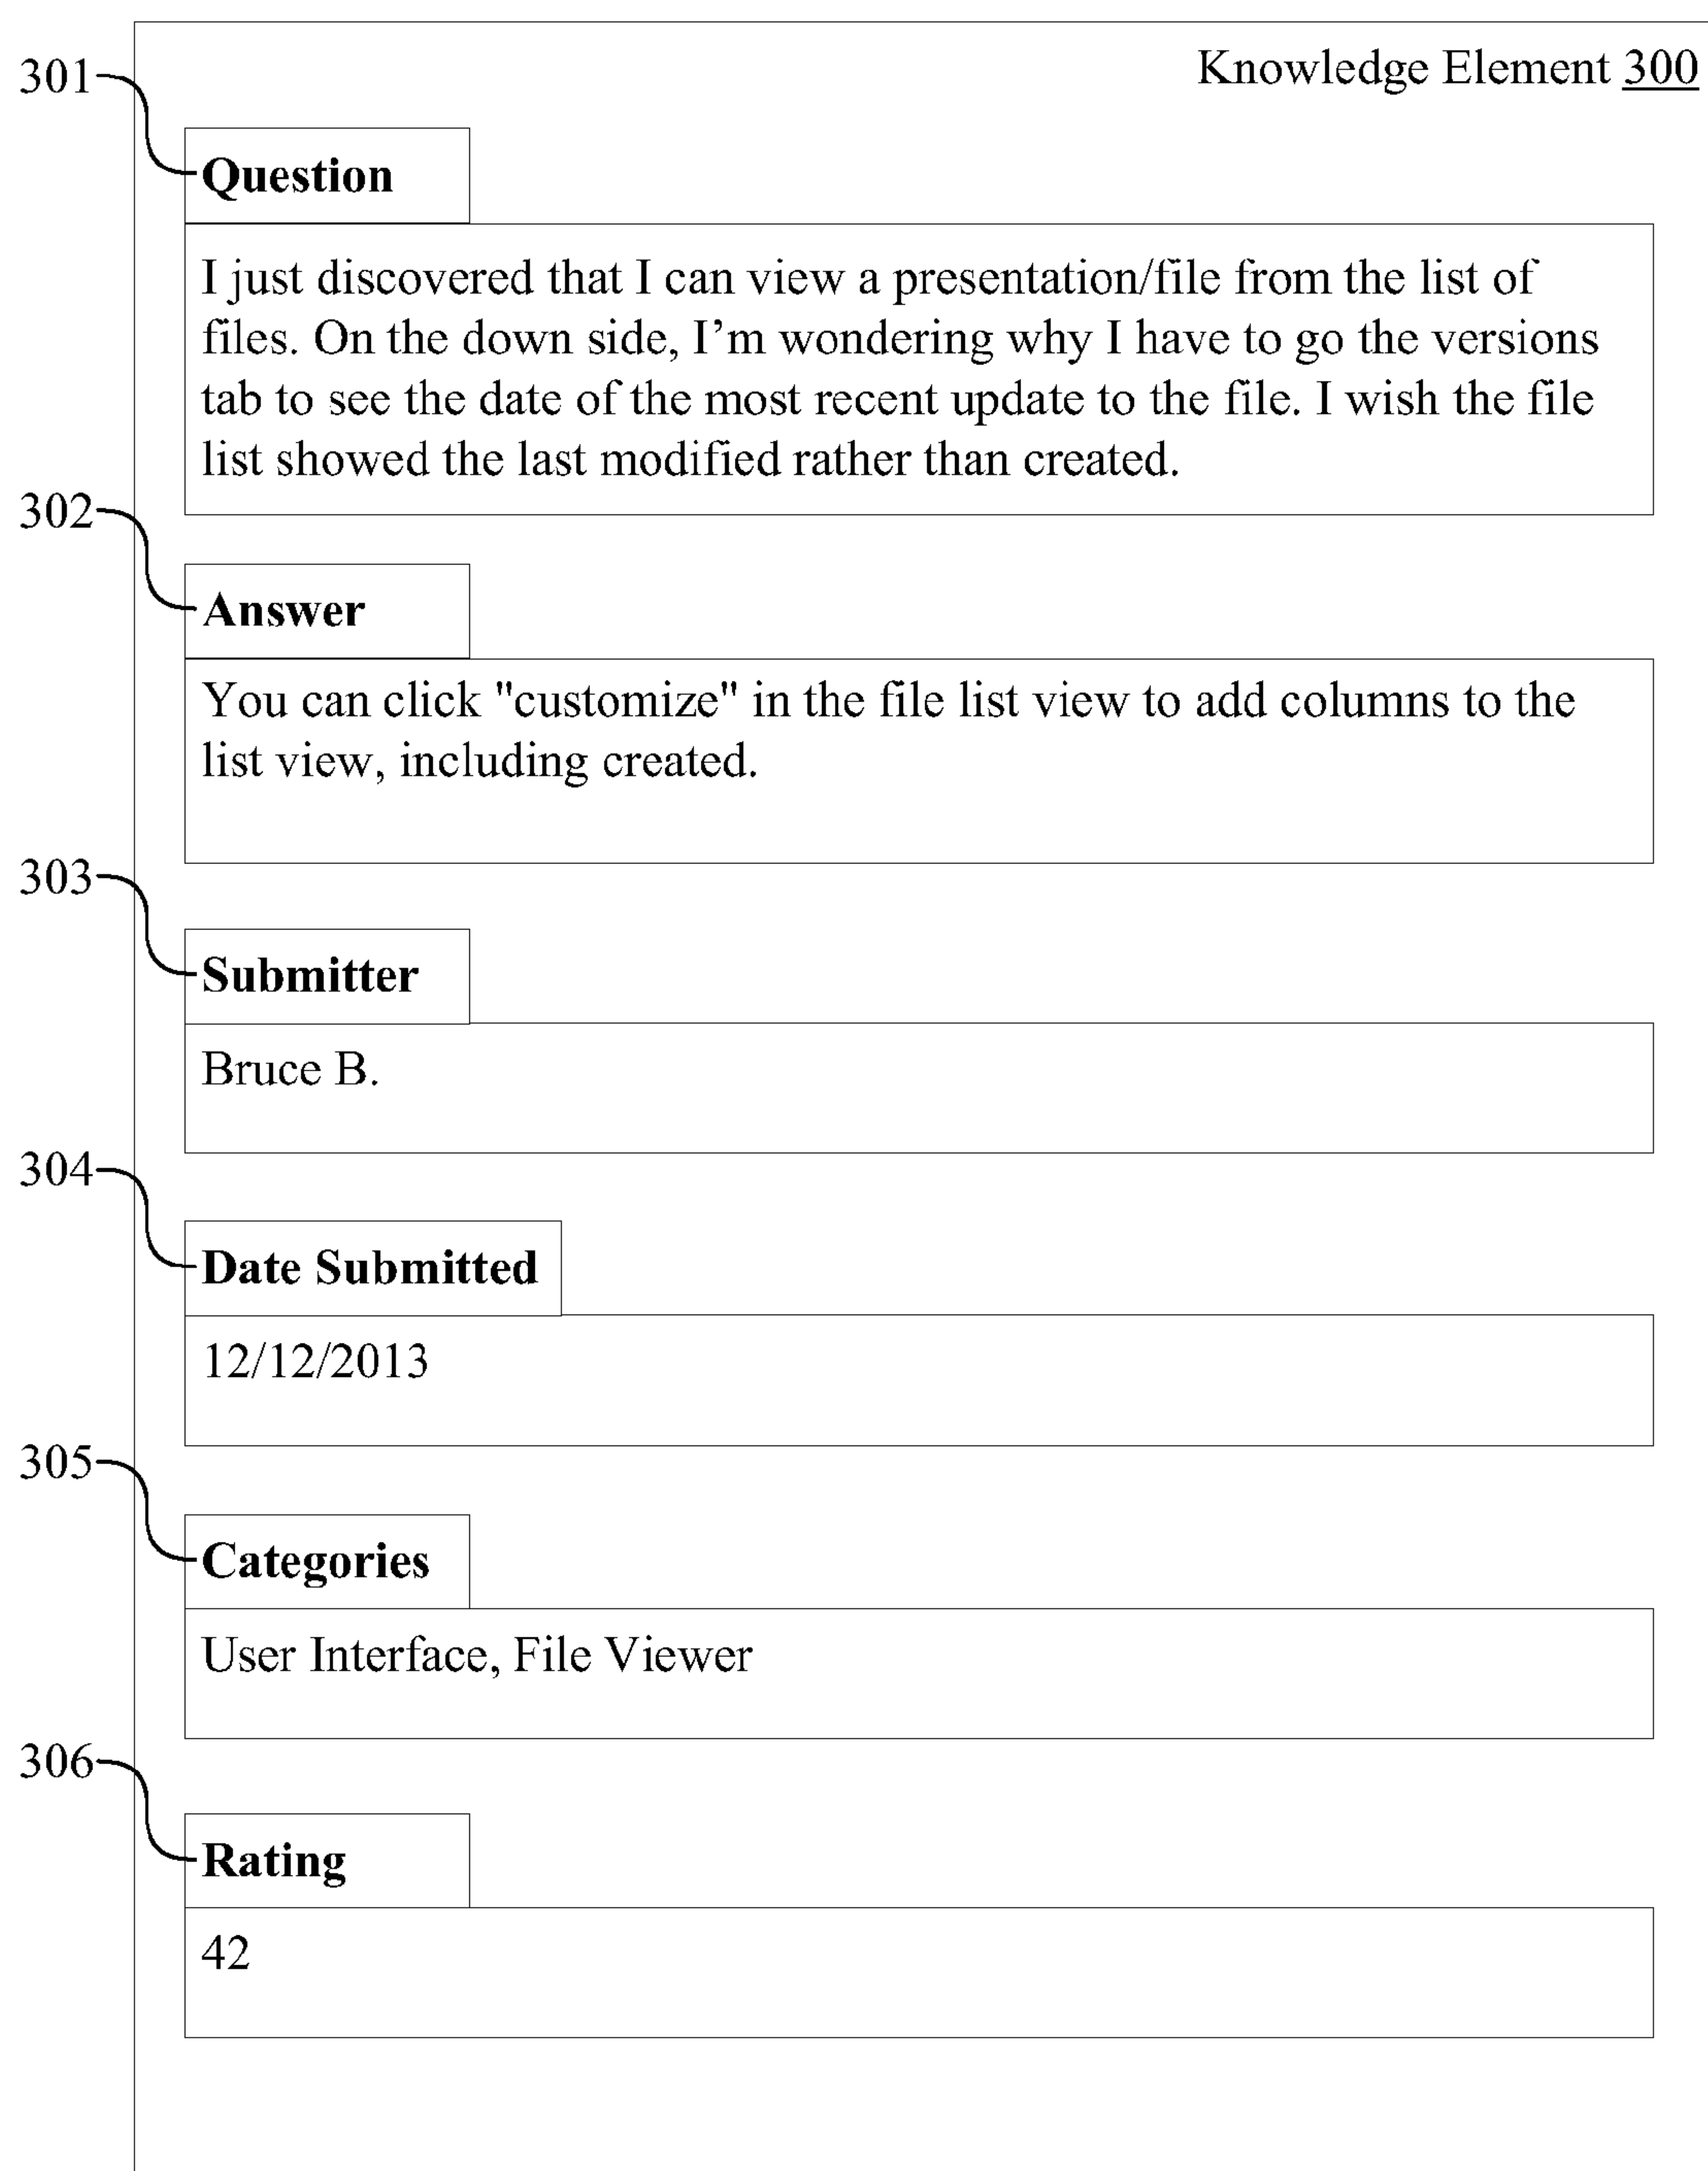 Knowledge Element 300
301
Question
I just discovered that I can view a presentation/file from the list of
files. On the down side, I’m wondering why I have to go the versions
tab to see the date of the most recent update to the file. I wish the file
list showed the last modified rather than created.
302
Answer
You can click "customize" in the file list view to add columns to the
list view, including created.
303
Submitter
Bruce B.
304
Date Submitted
12/12/2013
305
Categories
User Interface, File Viewer
306
Rating
42